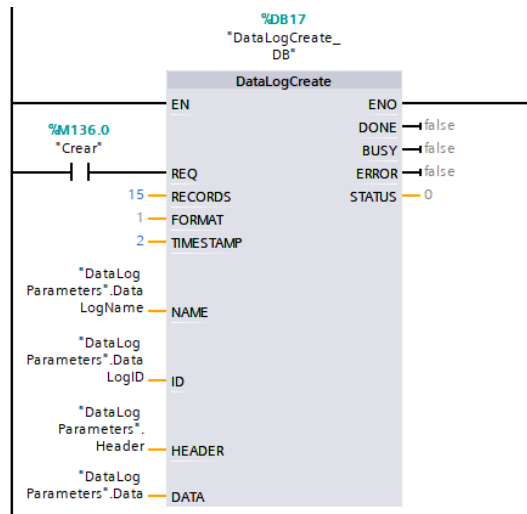 %DB17
"DataLogCreate_
DB"
DataLogCreate
EN ENO
DONE false
%M136.0
"Crear"
BUSY false
REQ ERROR false
15 RECORDS STATUS 0
1 FORMAT
2 TIMESTAMP
"DataLog
Parameters".Data
LogName NAME
"DataLog
Parameters".Data
LogID ID
"DataLog
Parameters".
Header HEADER
"DataLog
Parameters".Data DATA